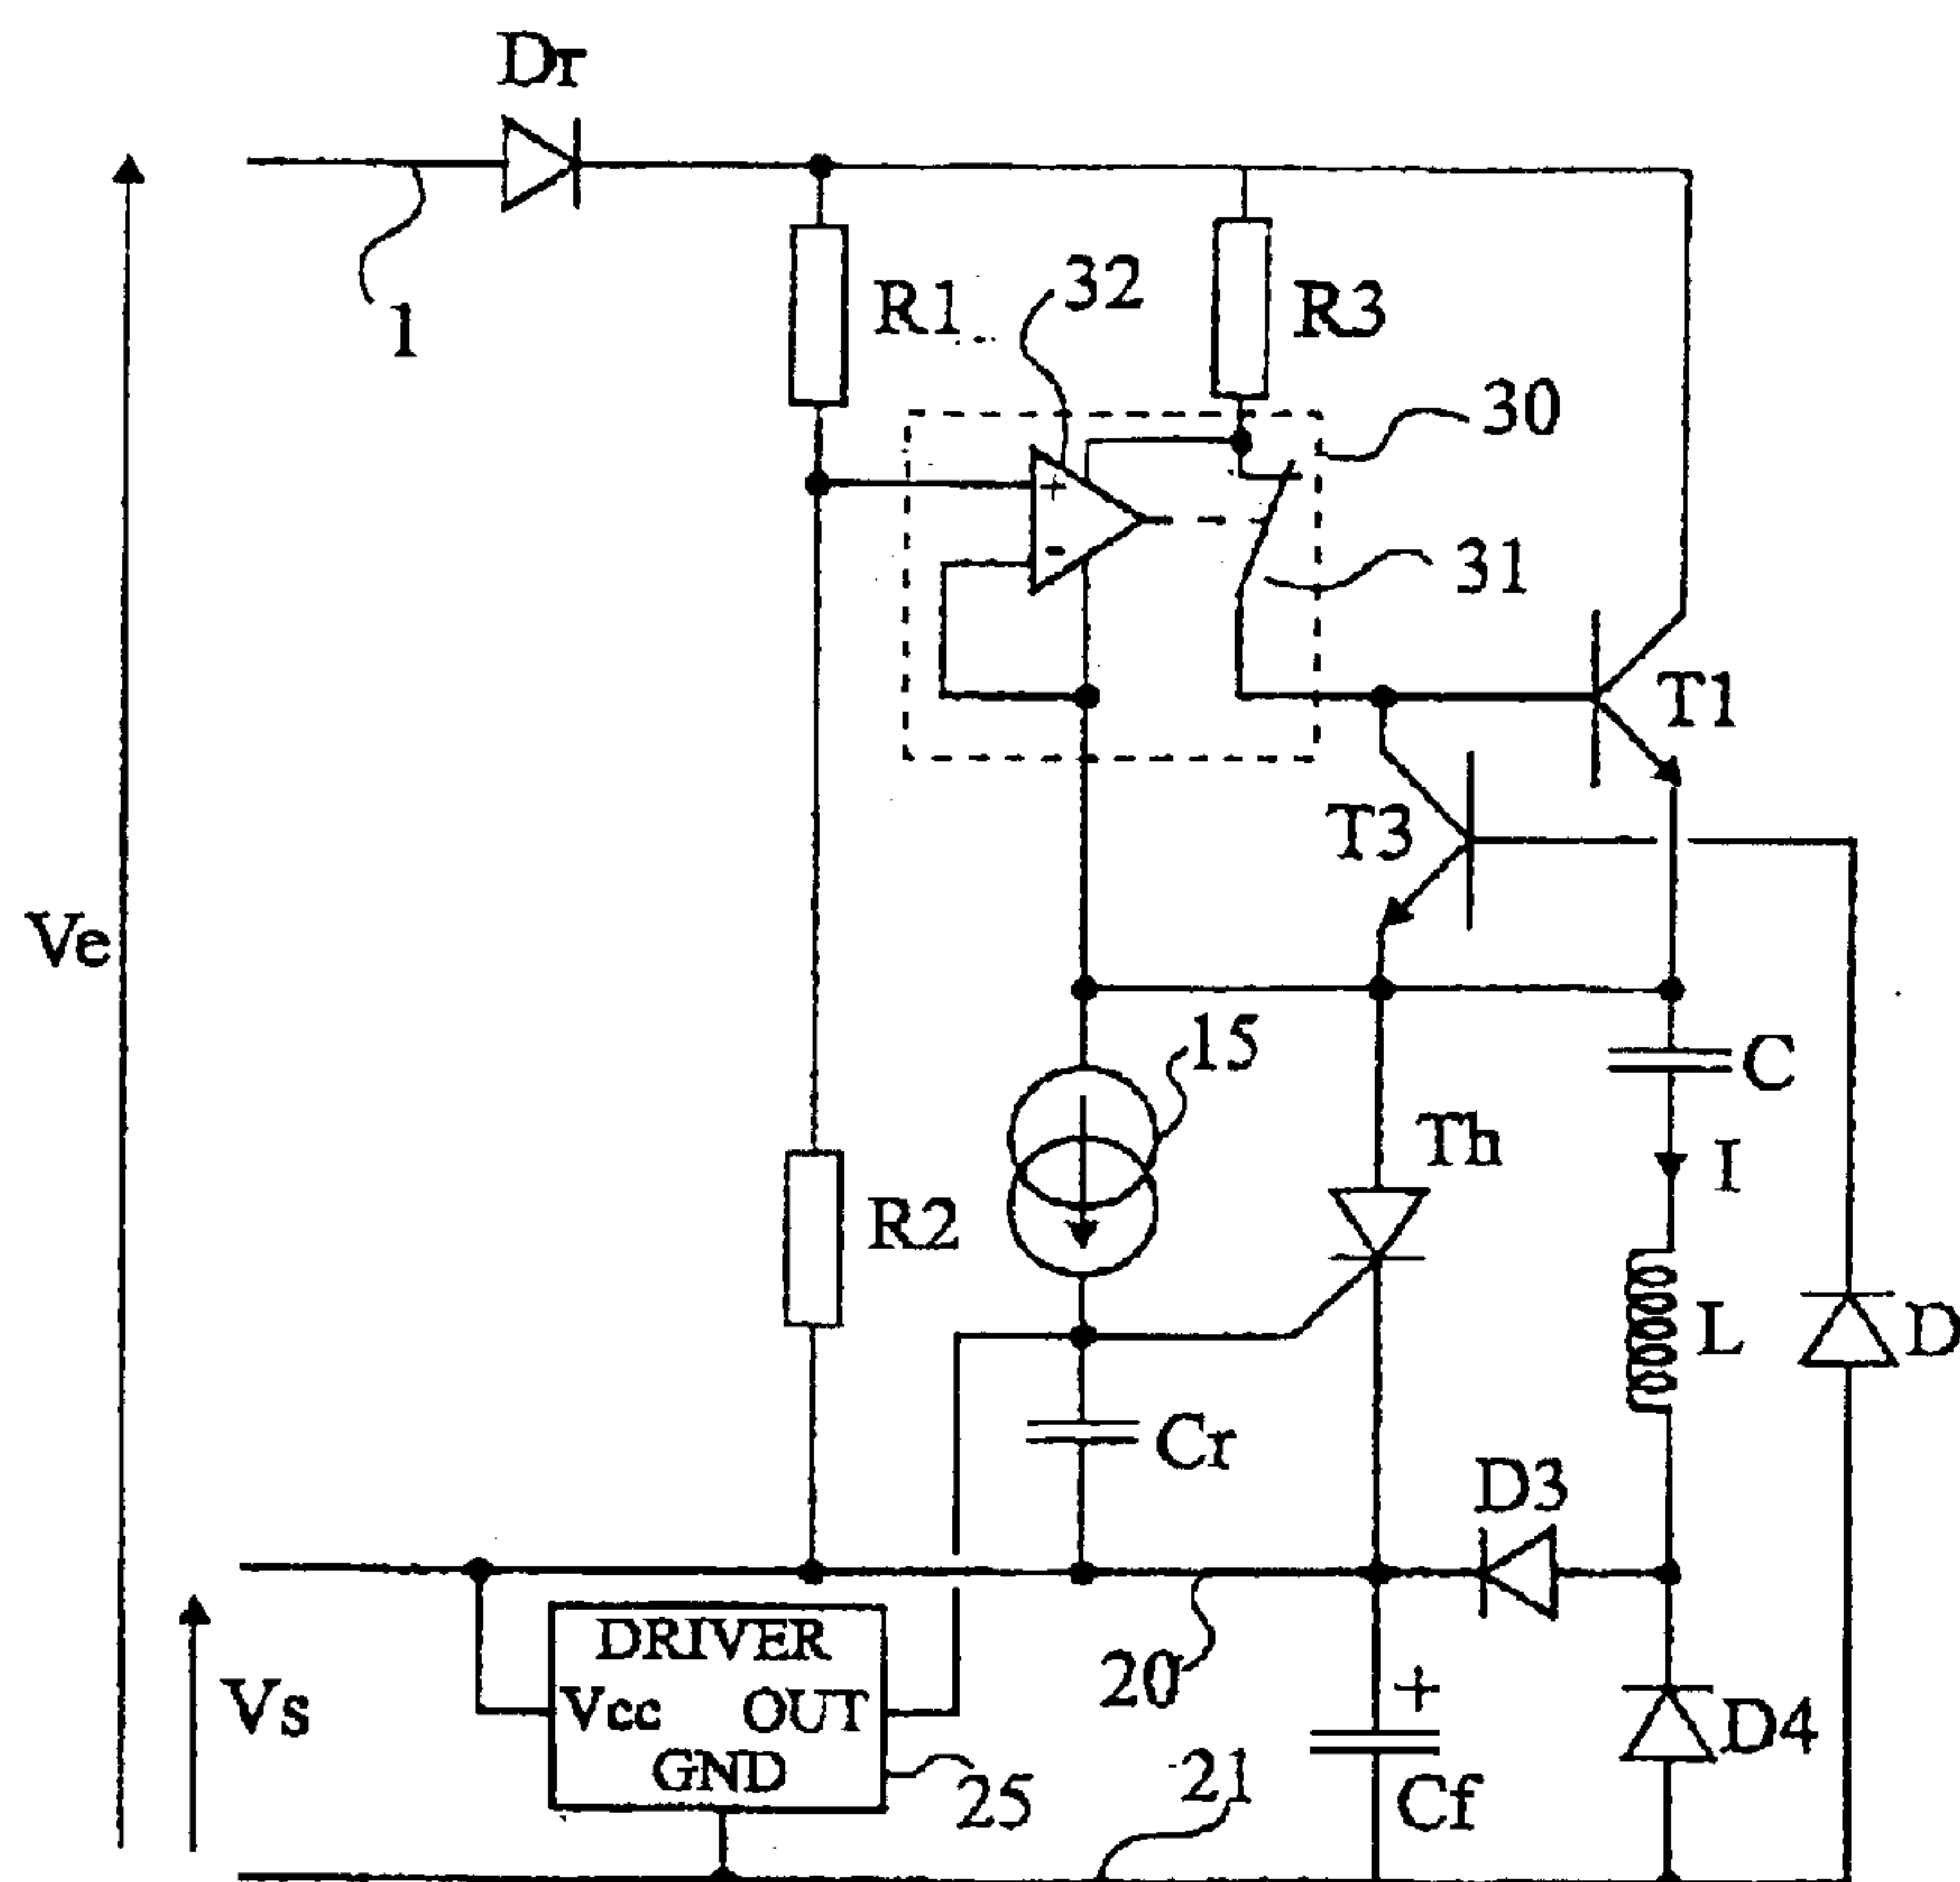 Dr
1
R1
32
R3
30
31
T1
T3
Ve
+
-
15
C
Th
I
R2
L
D
Cr
D3
20
DRIVER
Vcc OUT
GND
25
Vs
+
21
D4
Cf